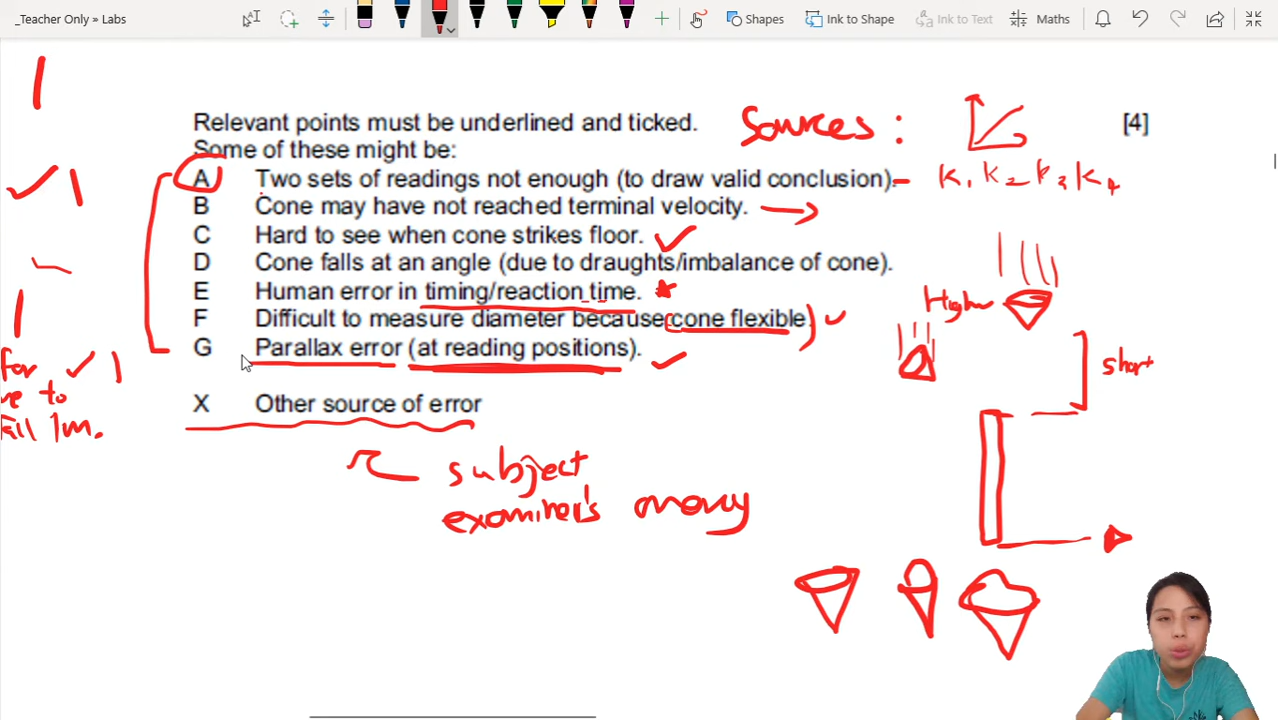 _Teacher Only » Labs
Shapes
Ink to Shape
Ink to Text
Maths
Relevant points must be underlined and ticked.
[4]
Sources :
Some of these might be:
A Two sets of readings not enough (to draw valid conclusion).
K1 K2 K3 K4
B Cone may have not reached terminal velocity.
C Hard to see when cone strikes floor.
D Cone falls at an angle (due to draughts/imbalance of cone).
E Human error in timing/reaction time.
Higher
F Difficult to measure diameter because cone flexible.
G Parallax error (at reading positions).
short
for
1
to
X Other source of error
1m.
subject
examiner's mercy